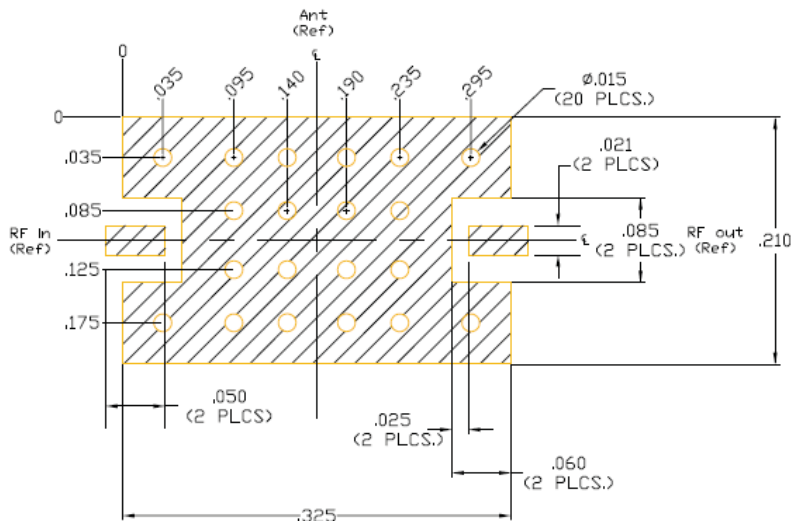 Ant
(Ref)
0
℄
.035
.095
.140
.190
.235
.295
Ø.015
(20 PLCS.)
0
.035
.021
(2 PLCS)
.085
RF In
(Ref)
℄
.085
(2 PLCS.)
RF out
(Ref)
.210
.125
.175
.050
(2 PLCS)
.025
(2 PLCS.)
.060
(2 PLCS.)
.325